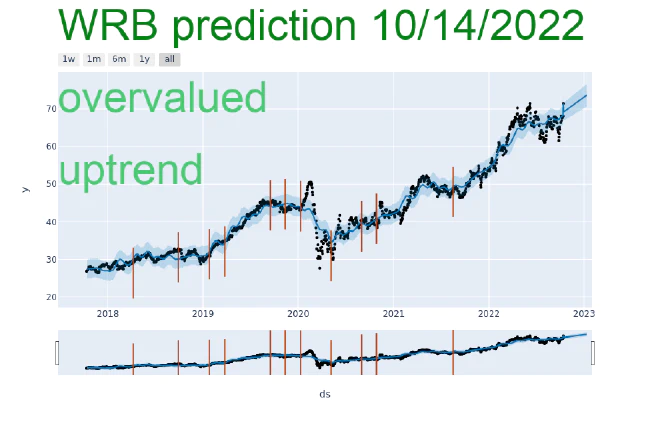 WRB prediction 10/14/2022
1w 1m 6m 1y all
overvalued
uptrend
70
60
50
40
30
20
y
2018 2019 2020 2021 2022 2023
ds